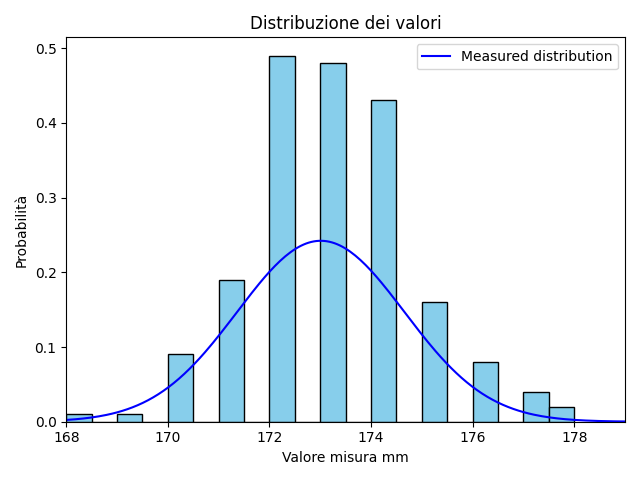 Distribuzione dei valori
Measured distribution
Probabilità
0.5
0.4
0.3
0.2
0.1
0.0
168 170 172 174 176 178
Valore misura mm